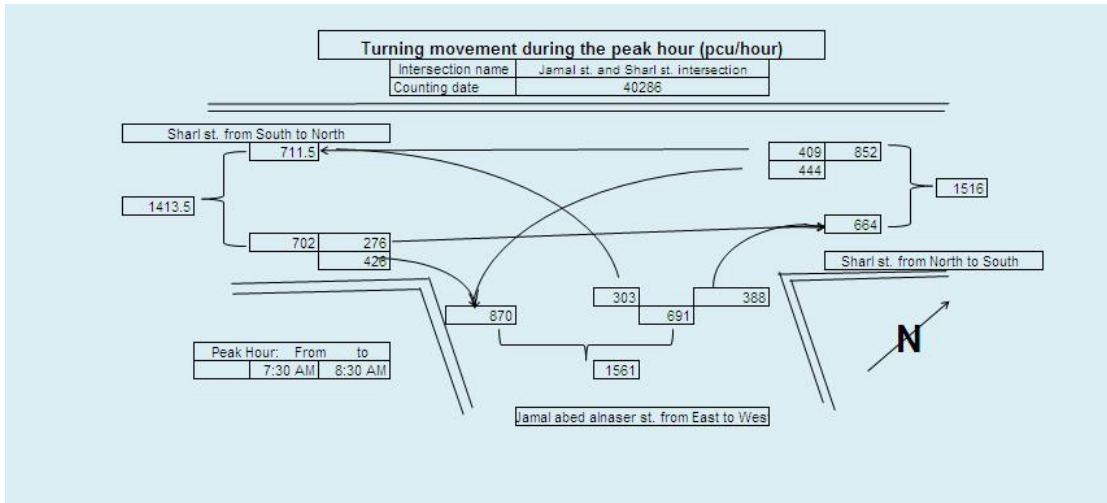 Turning movement during the peak hour (pcu/hour)
Intersection name Jamal st. and Sharl st. intersection
Counting date 40286
Sharl st. from South to North
711.5 409 852
444
1413.5 1516
664
702 276
426
Sharl st. from North to South
303 388
870 691
N
Peak Hour: From to
7:30 AM 8:30 AM
1561
Jamal abed alnaser st. from East to West